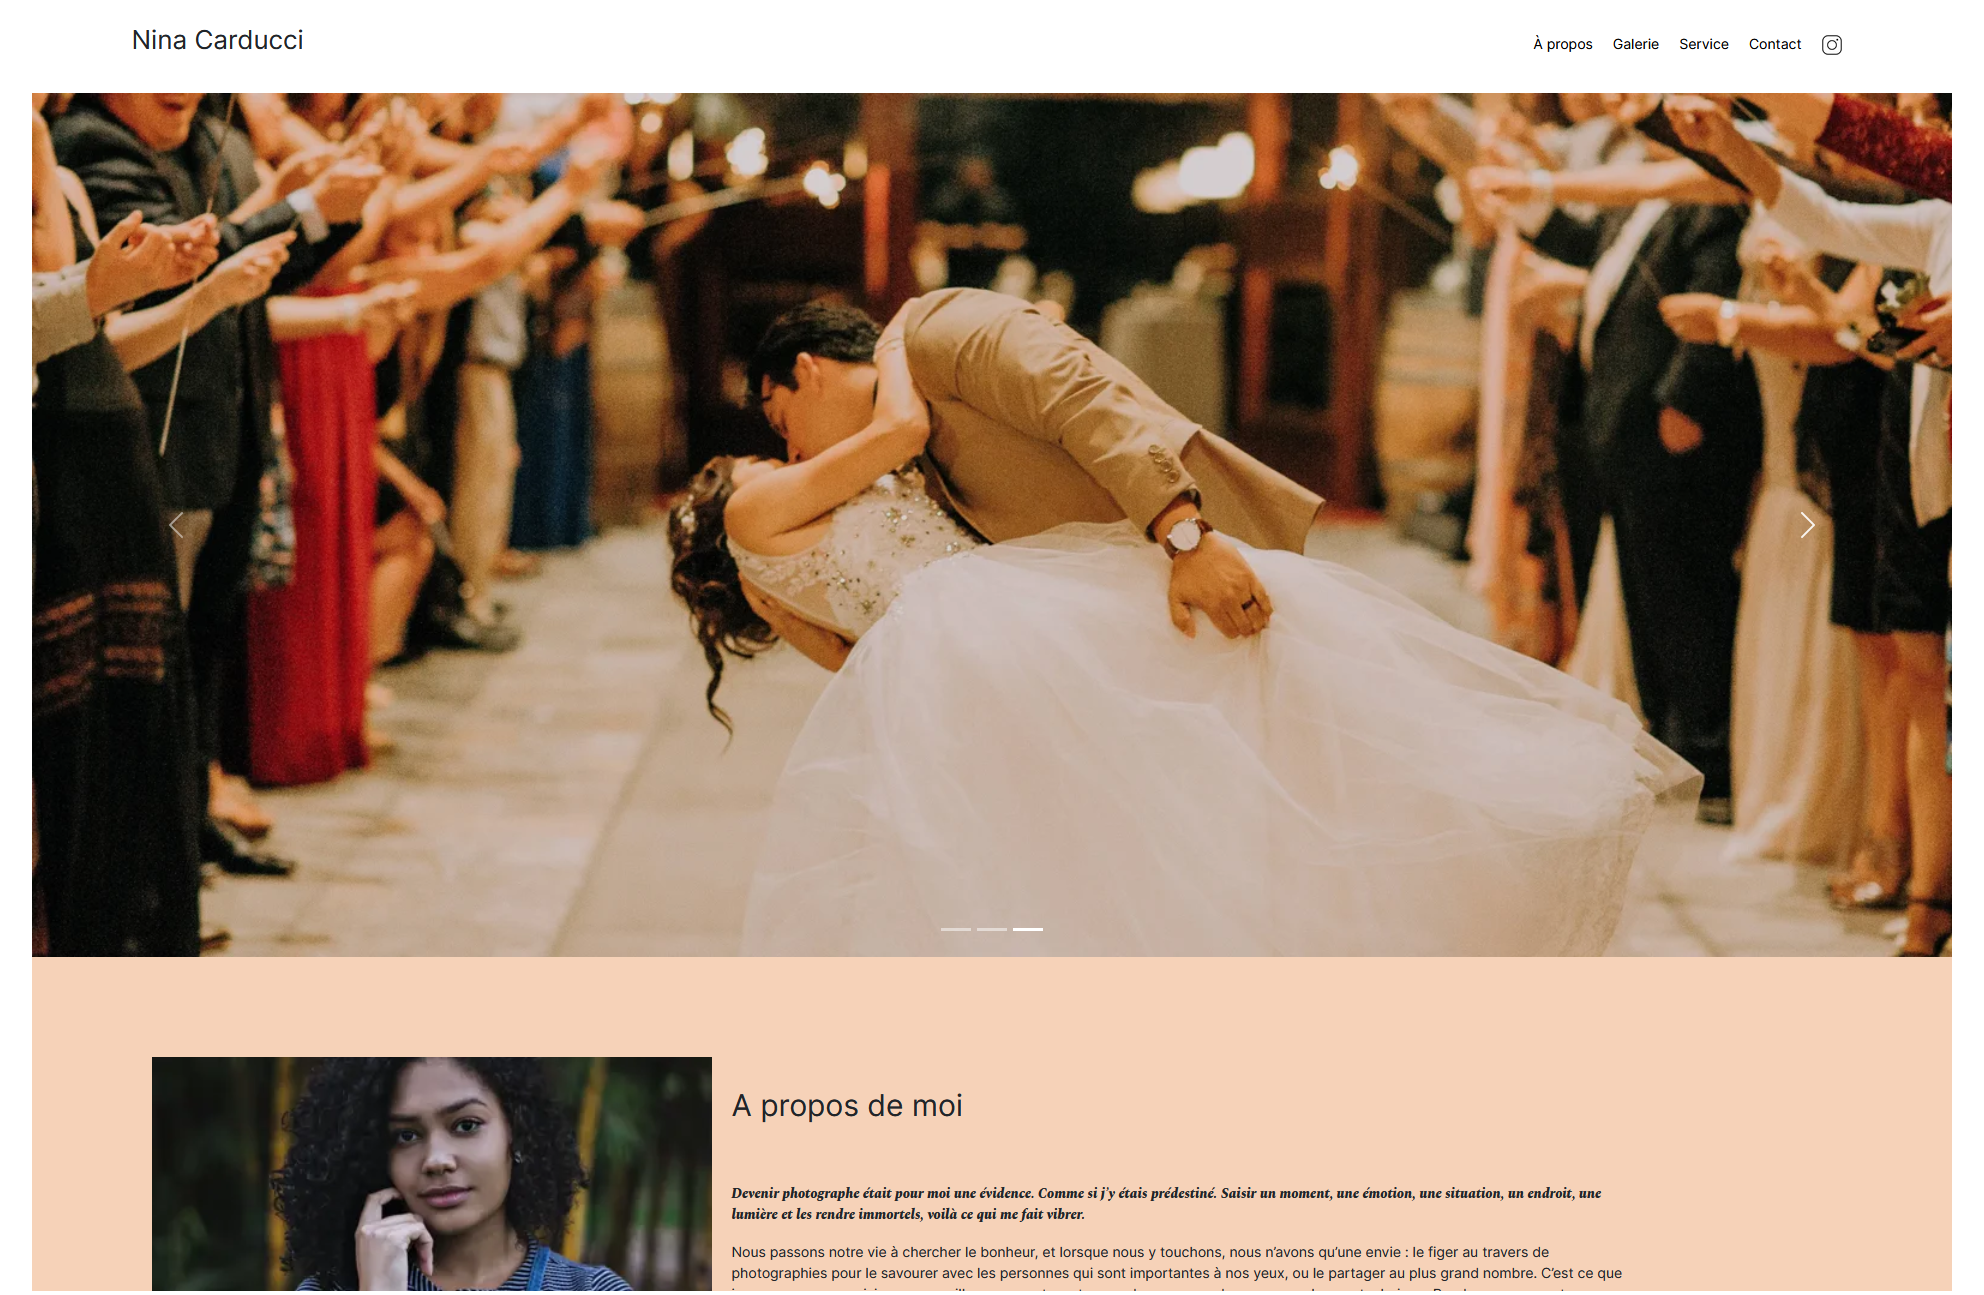 Nina Carducci
À propos Galerie Service Contact
A propos de moi
Devenir photographe était pour moi une évidence. Comme si j'y étais prédestiné. Saisir un moment, une émotion, une situation, un endroit, une
lumière et les rendre immortels, voilà ce qui me fait vibrer.
Nous passons notre vie à chercher le bonheur, et lorsque nous y touchons, nous n’avons qu’une envie : le figer au travers de
photographies pour le savourer avec les personnes qui sont importantes à nos yeux, ou le partager au plus grand nombre. C’est ce que